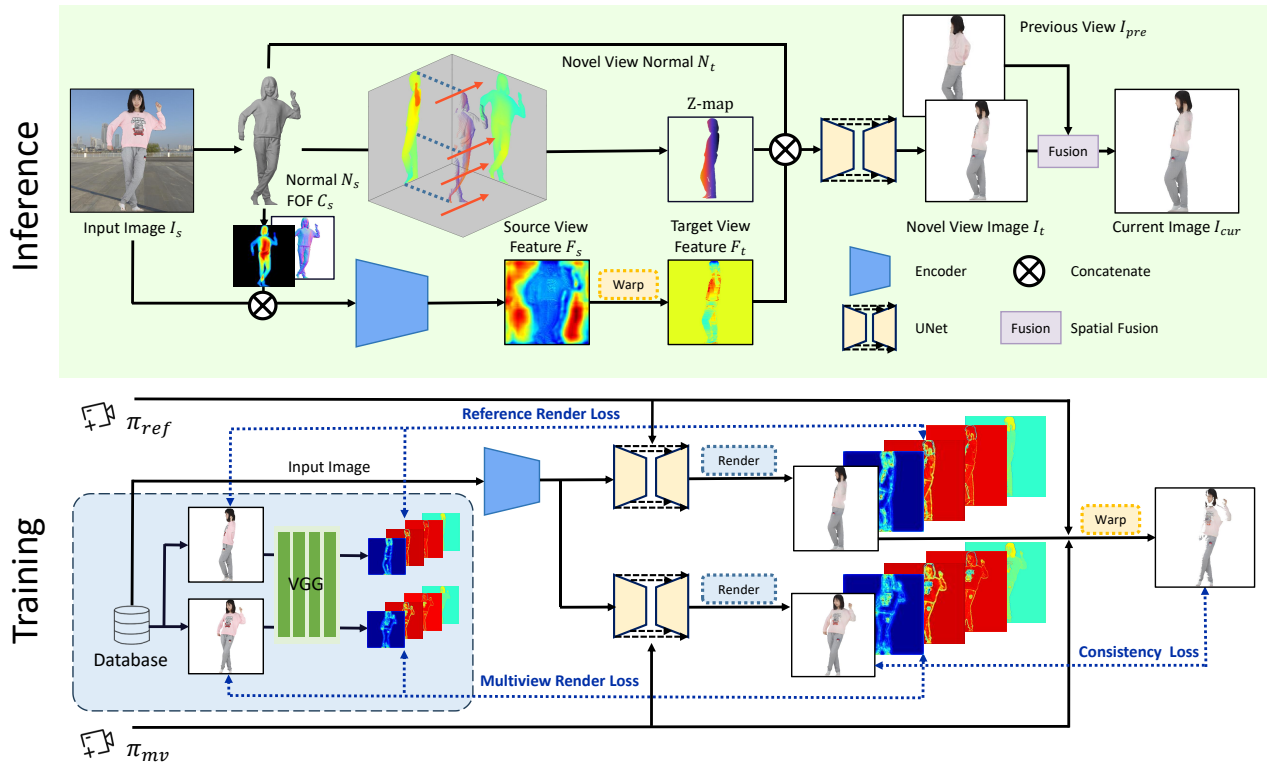 Inference
Previous View I_pre
Novel View Normal N_t
Z-map
Fusion
Normal N_s
FOF C_s
Input Image I_s
Source View
Feature F_s
Target View
Feature F_t
Novel View Image I_t
Current Image I_cur
Warp
Encoder
Concatenate
UNet
Fusion
Spatial Fusion
Training
π_ref
Reference Render Loss
Input Image
Render
Warp
VGG
Render
Database
Consistency Loss
Multiview Render Loss
π_mv